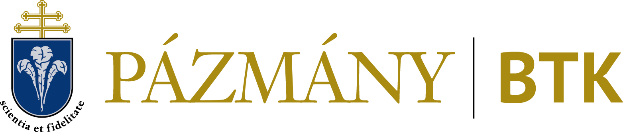 PÁZMÁNY | BTK
scientia et fidelitate